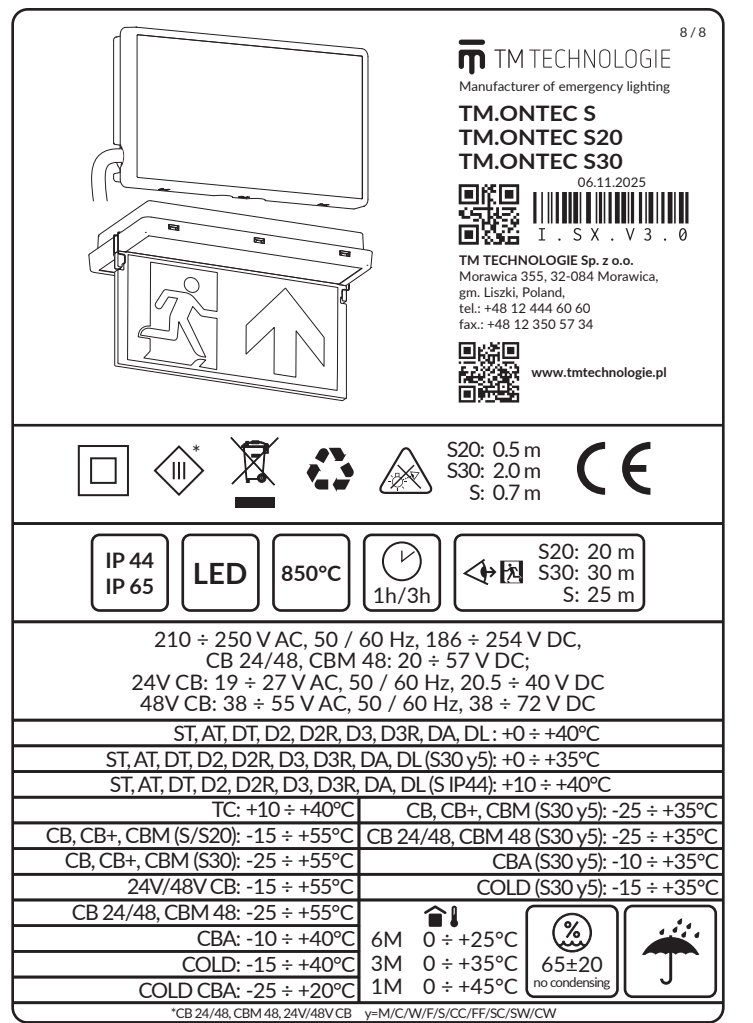 8 / 8
TM TECHNOLOGIE
Manufacturer of emergency lighting
TM.ONTEC S
TM.ONTEC S20
TM.ONTEC S30
06.11.2025
I.SX.V3.0
TM TECHNOLOGIE Sp. z o.o.
Morawica 355, 32-084 Morawica,
gm. Liszki, Poland,
tel.: +48 12 444 60 60
fax.: +48 12 350 57 34
www.tmtechnologie.pl
III *
S20: 0.5 m
S30: 2.0 m
S: 0.7 m
CE
IP 44
IP 65
LED
850°C
1h/3h
S20: 20 m
S30: 30 m
S: 25 m
210 ÷ 250 V AC, 50 / 60 Hz, 186 ÷ 254 V DC,
CB 24/48, CBM 48: 20 ÷ 57 V DC;
24V CB: 19 ÷ 27 V AC, 50 / 60 Hz, 20.5 ÷ 40 V DC
48V CB: 38 ÷ 55 V AC, 50 / 60 Hz, 38 ÷ 72 V DC
ST, AT, DT, D2, D2R, D3, D3R, DA, DL : +0 ÷ +40°C
ST, AT, DT, D2, D2R, D3, D3R, DA, DL (S30 y5): +0 ÷ +35°C
ST, AT, DT, D2, D2R, D3, D3R, DA, DL (S IP44): +10 ÷ +40°C
TC: +10 ÷ +40°C
CB, CB+, CBM (S30 y5): -25 ÷ +35°C
CB, CB+, CBM (S/S20): -15 ÷ +55°C
CB 24/48, CBM 48 (S30 y5): -25 ÷ +35°C
CB, CB+, CBM (S30): -25 ÷ +55°C
CBA (S30 y5): -10 ÷ +35°C
24V/48V CB: -15 ÷ +55°C
COLD (S30 y5): -15 ÷ +35°C
CB 24/48, CBM 48: -25 ÷ +55°C
CBA: -10 ÷ +40°C
COLD: -15 ÷ +40°C
COLD CBA: -25 ÷ +20°C
6M 0 ÷ +25°C
3M 0 ÷ +35°C
1M 0 ÷ +45°C
%
65±20
no condensing
*CB 24/48, CBM 48, 24V/48V CB y=M/C/W/F/S/CC/FF/SC/SW/CW